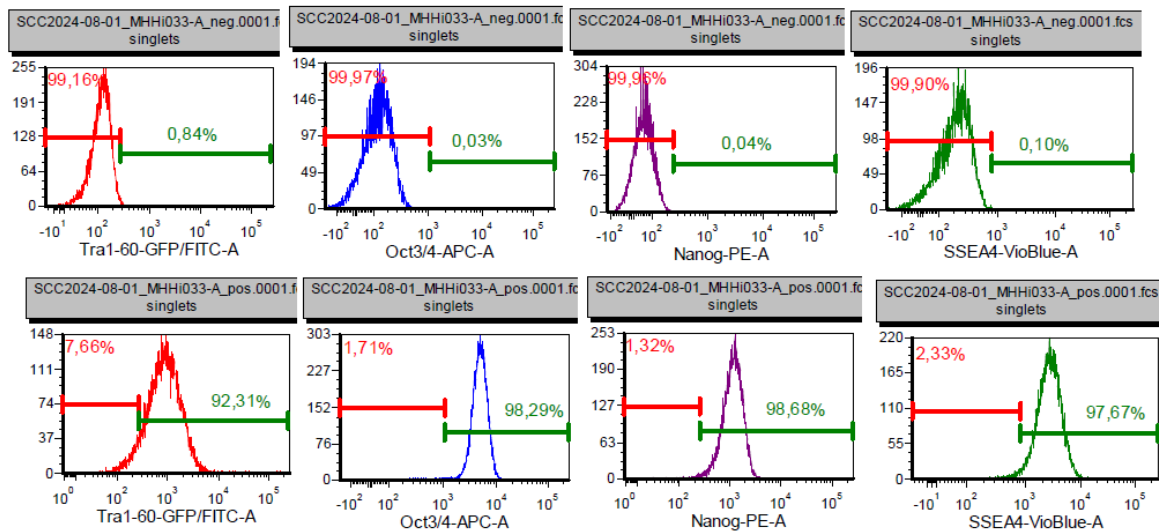 SCC2024-08-01_MHHi033-A_neg.0001.f
singlets
99,16%
0,84%
255
191
128
64
0
-10¹ 10² 10³ 10⁴ 10⁵
Tra1-60-GFP/FITC-A
SCC2024-08-01_MHHi033-A_neg.0001.fc
singlets
99,97%
0,03%
194
146
97
49
0
-10² 10² 10³ 10⁴ 10⁵
Oct3/4-APC-A
SCC2024-08-01_MHHi033-A_neg.0001.fcs
singlets
99,96%
0,04%
304
228
152
76
0
-10² 10² 10³ 10⁴ 10⁵
Nanog-PE-A
SCC2024-08-01_MHHi033-A_neg.0001.fcs
singlets
99,90%
0,10%
196
147
98
49
0
-10² 10² 10³ 10⁴ 10⁵
SSEA4-VioBlue-A
SCC2024-08-01_MHHi033-A_pos.0001.f
singlets
7,66%
92,31%
148
111
74
37
0
10⁰ 10² 10³ 10⁴ 10⁵
Tra1-60-GFP/FITC-A
SCC2024-08-01_MHHi033-A_pos.0001.fc
singlets
1,71%
98,29%
303
227
152
76
0
-10² 10² 10³ 10⁴ 10⁵
Oct3/4-APC-A
SCC2024-08-01_MHHi033-A_pos.0001.fc
singlets
1,32%
98,68%
253
190
127
63
0
10⁰ 10² 10³ 10⁴ 10⁵
Nanog-PE-A
SCC2024-08-01_MHHi033-A_pos.0001.fcs
singlets
2,33%
97,67%
220
165
110
55
0
-10¹ 10² 10³ 10⁴ 10⁵
SSEA4-VioBlue-A